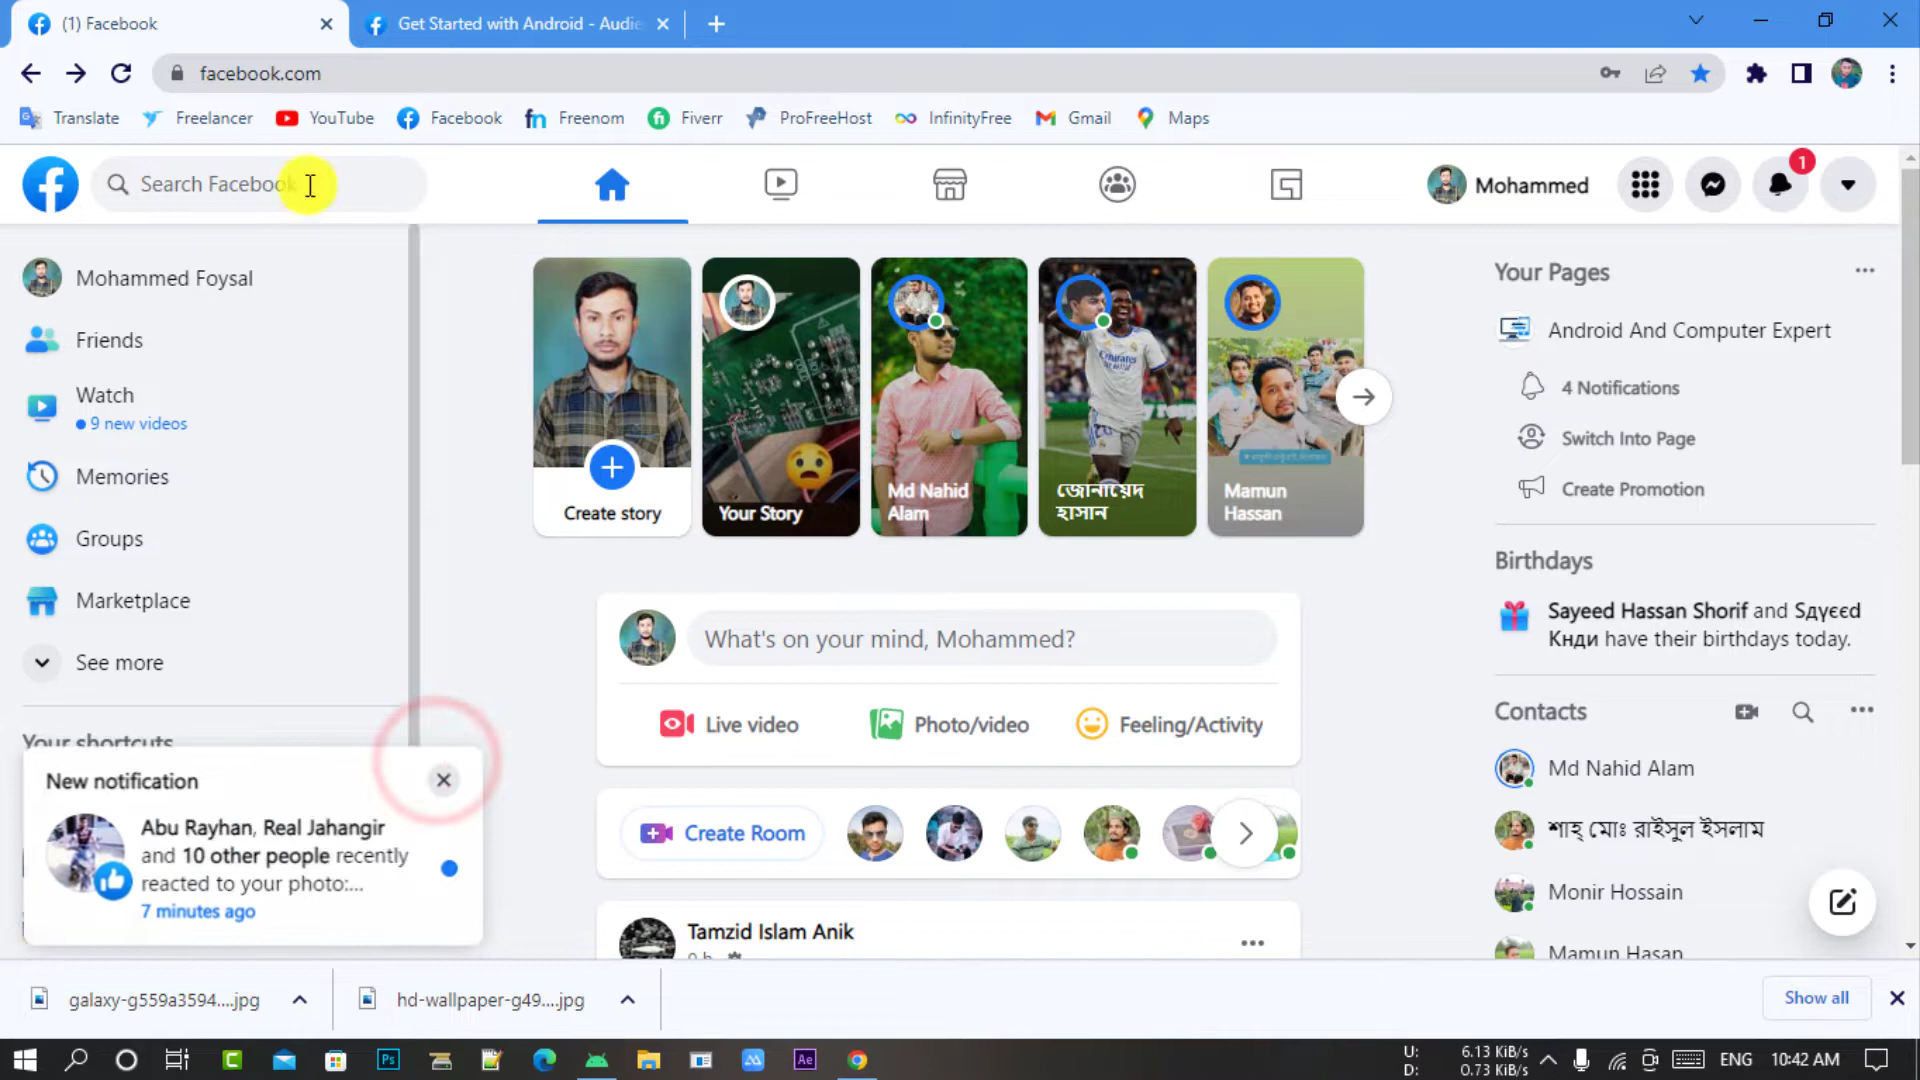 (1) Facebook
Get Started with Android - Audie
facebook.com
Translate
Freelancer
YouTube
Facebook
Freenom
Fiverr
ProFreeHost
InfinityFree
Gmail
Maps
Search Facebook
Mohammed
1
Mohammed Foysal
Friends
Watch
9 new videos
Memories
Groups
Marketplace
See more
Your shortcuts
New notification
Abu Rayhan, Real Jahangir
and 10 other people recently
reacted to your photo:...
7 minutes ago
Create story
Your Story
Md Nahid
Alam
জোনায়েদ
হাসান
Mamun
Hassan
What's on your mind, Mohammed?
Live video
Photo/video
Feeling/Activity
Create Room
Tamzid Islam Anik
Your Pages
Android And Computer Expert
4 Notifications
Switch Into Page
Create Promotion
Birthdays
Sayeed Hassan Shorif and Sдyєєd
Kнди have their birthdays today.
Contacts
Md Nahid Alam
শাহ্ মোঃ রাইসুল ইসলাম
Monir Hossain
Mamun Hasan
galaxy-g559a3594....jpg
hd-wallpaper-g49....jpg
Show all
U: 6.13 KiB/s
D: 0.73 KiB/s
ENG
10:42 AM